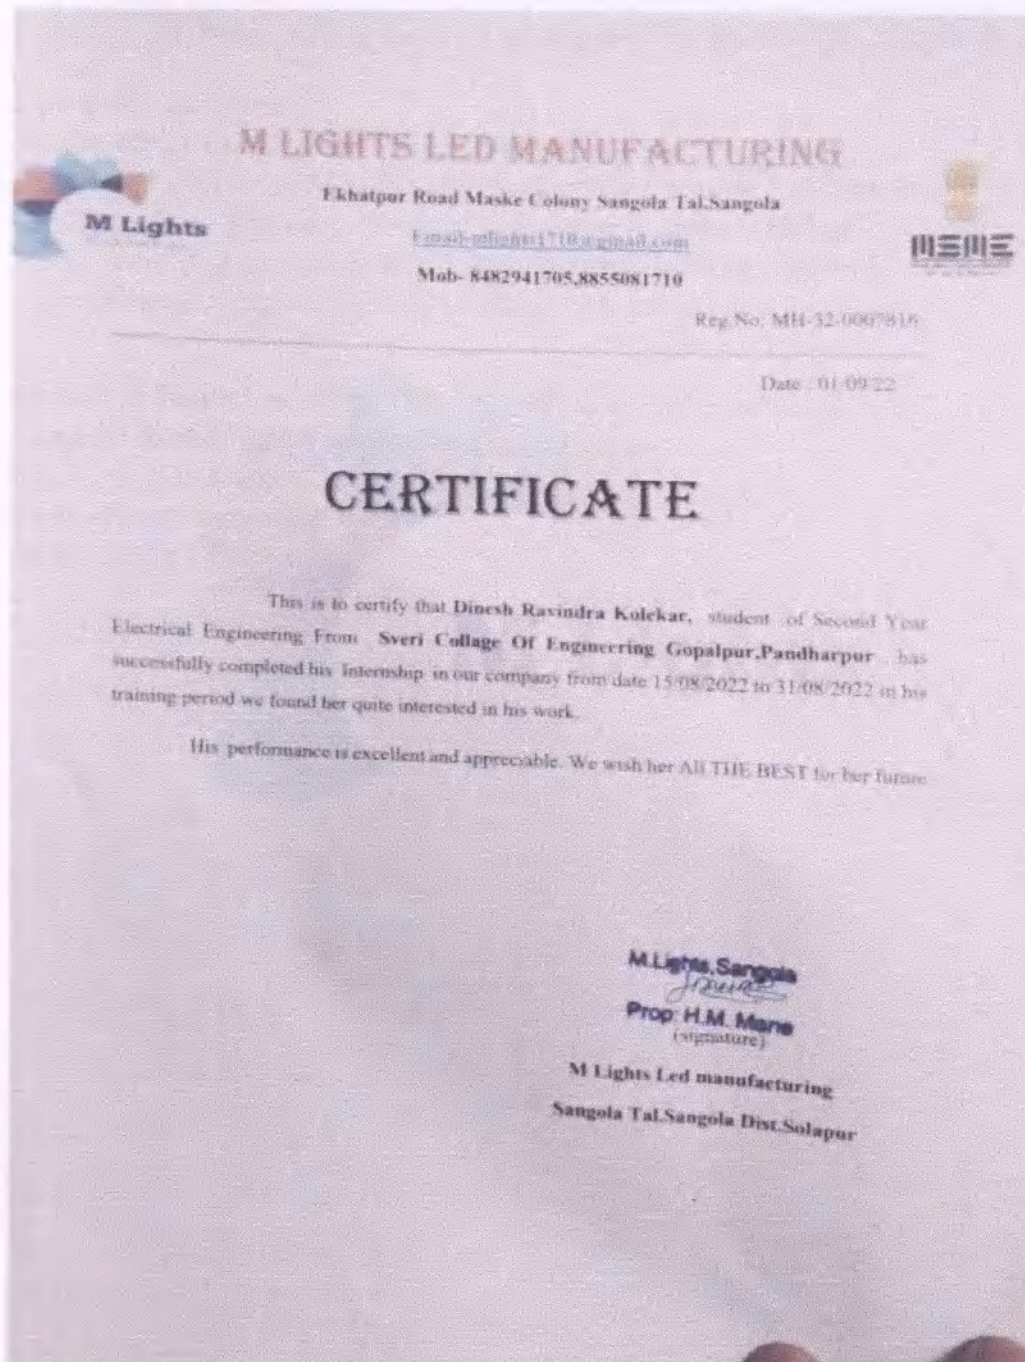 M LIGHTS LED MANUFACTURING
Ekhatpur Road Maske Colony Sangola Tal.Sangola
M Lights
Email-mlights1710@gmail.com
MSME
Mob- 8482941705,8855081710
Reg.No: MH-32-0007816
Date : 01/09/22
CERTIFICATE
This is to certify that Dinesh Ravindra Kolekar, student of Second Year
Electrical Engineering From Sveri Collage Of Engineering Gopalpur,Pandharpur , has
successfully completed his Internship in our company from date 15/08/2022 to 31/08/2022 in his
training period we found her quite interested in his work.
His performance is excellent and appreciable. We wish her All THE BEST for her future
M.Lights,Sangola
Prop: H.M. Mane
(signature)
M Lights Led manufacturing
Sangola Tal.Sangola Dist.Solapur